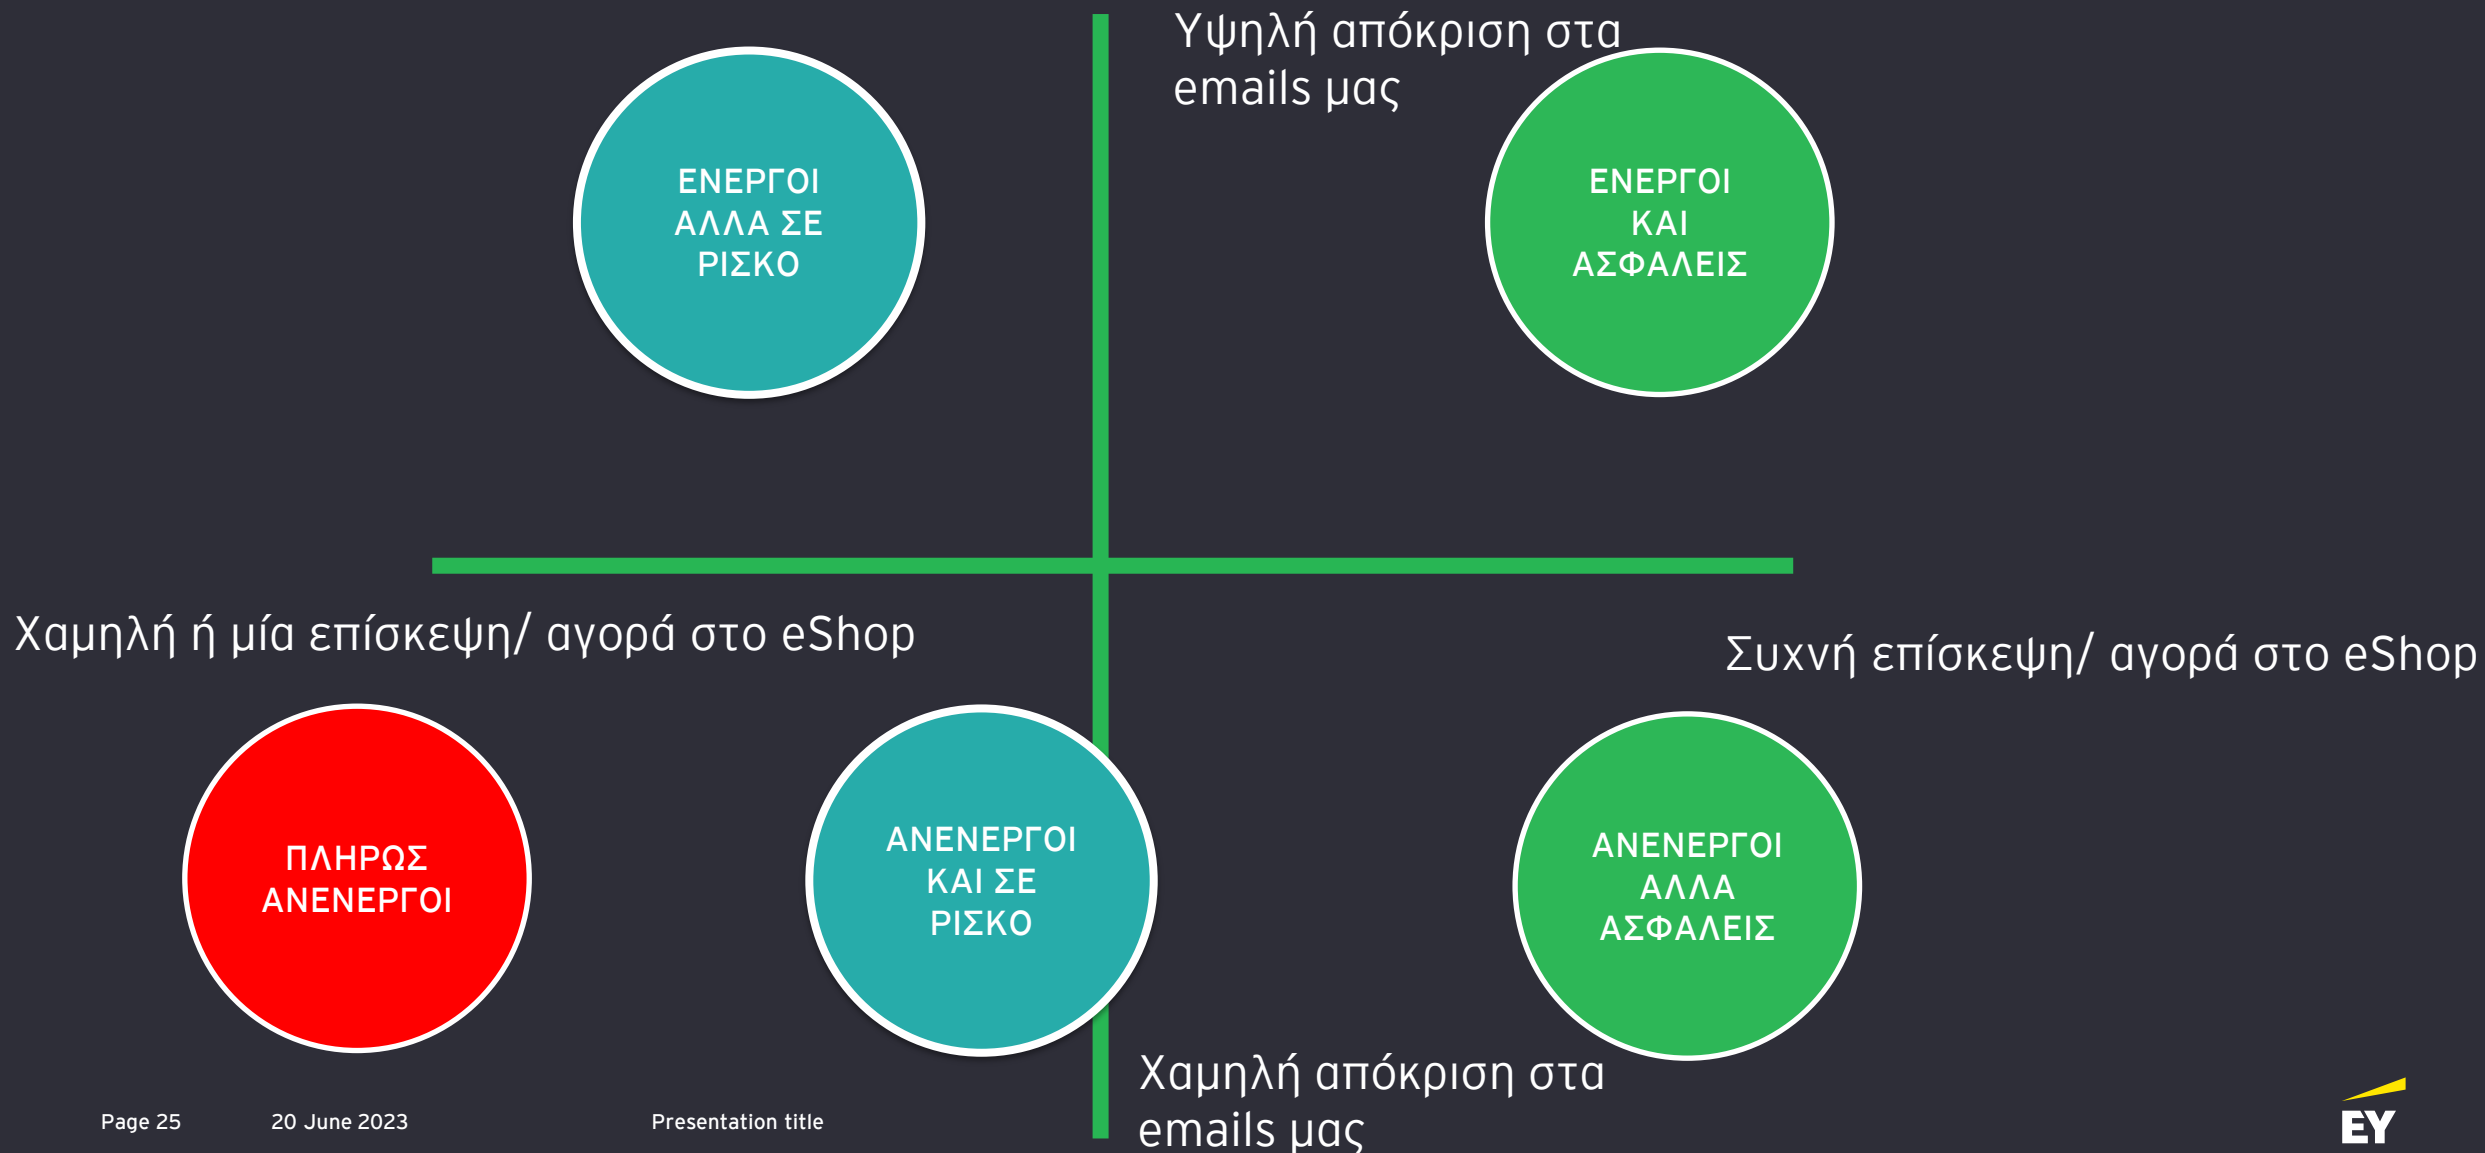 Υψηλή απόκριση στα
emails μας
ΕΝΕΡΓΟΙ
ΑΛΛΑ ΣΕ
ΡΙΣΚΟ
ΕΝΕΡΓΟΙ
ΚΑΙ
ΑΣΦΑΛΕΙΣ
Χαμηλή ή μία επίσκεψη/ αγορά στο eShop
Συχνή επίσκεψη/ αγορά στο eShop
ΠΛΗΡΩΣ
ΑΝΕΝΕΡΓΟΙ
ΑΝΕΝΕΡΓΟΙ
ΚΑΙ ΣΕ
ΡΙΣΚΟ
ΑΝΕΝΕΡΓΟΙ
ΑΛΛΑ
ΑΣΦΑΛΕΙΣ
Χαμηλή απόκριση στα
emails μας
Page 25
20 June 2023
Presentation title
EY